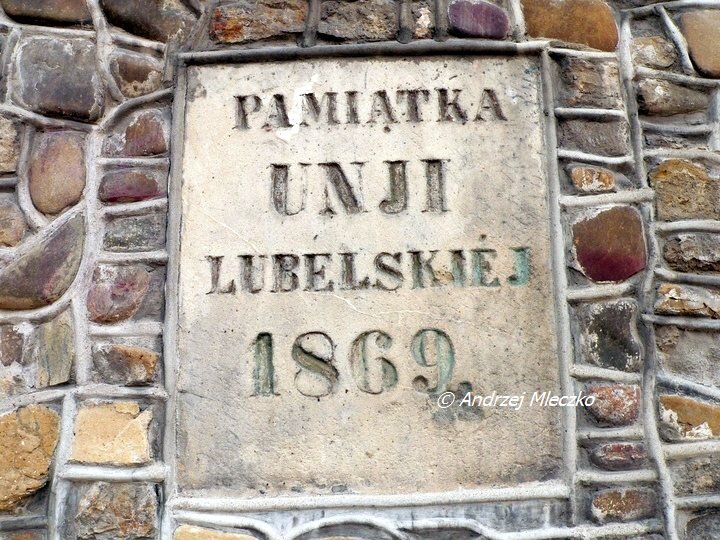 PAMIĄTKA
UNJI
LUBELSKIÉJ
1869.
© Andrzej Mleczko